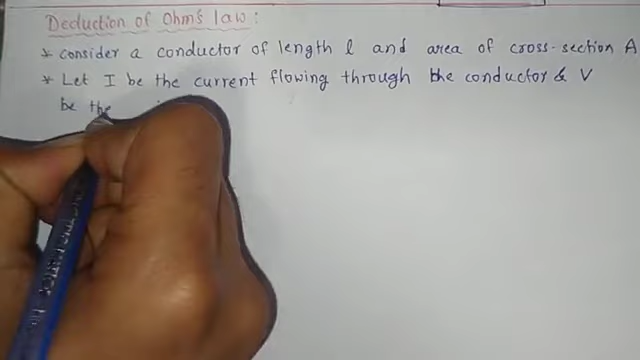 Deduction of Ohm's law :
* consider a conductor of length l and area of cross-section A
* Let I be the current flowing through the conductor & V
be the